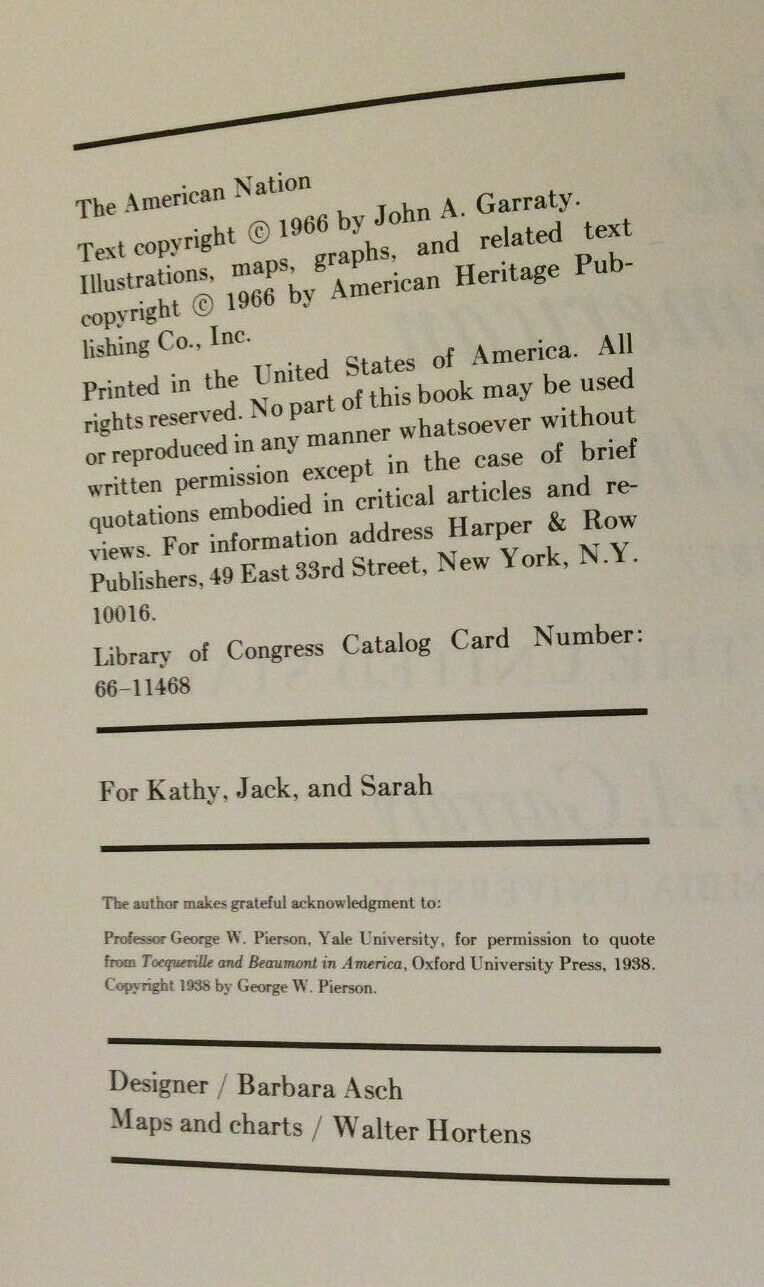 The American Nation
Text copyright © 1966 by John A. Garraty.
Illustrations, maps, graphs, and related text
copyright © 1966 by American Heritage Pub-
lishing Co., Inc.
Printed in the United States of America. All
rights reserved. No part of this book may be used
or reproduced in any manner whatsoever without
written permission except in the case of brief
quotations embodied in critical articles and re-
views. For information address Harper & Row
Publishers, 49 East 33rd Street, New York, N.Y.
10016.
Library of Congress Catalog Card Number:
66-11468
For Kathy, Jack, and Sarah
The author makes grateful acknowledgment to:
Professor George W. Pierson, Yale University, for permission to quote
from Tocqueville and Beaumont in America, Oxford University Press, 1938.
Copyright 1938 by George W. Pierson.
Designer / Barbara Asch
Maps and charts / Walter Hortens